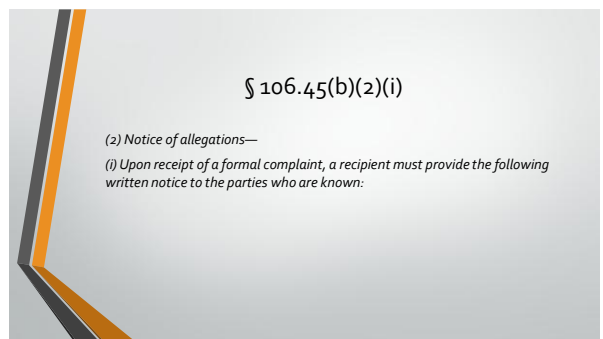 § 106.45(b)(2)(i)
(2) Notice of allegations—
(i) Upon receipt of a formal complaint, a recipient must provide the following
written notice to the parties who are known: